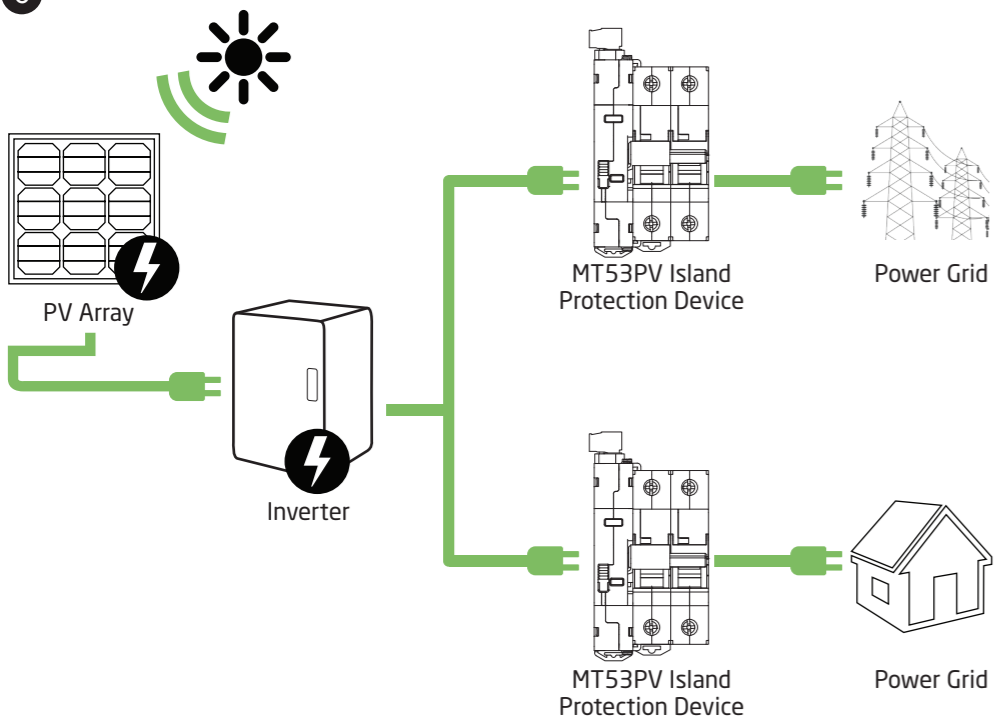 PV Array
Inverter
MT53PV Island
Protection Device
Power Grid
MT53PV Island
Protection Device
Power Grid